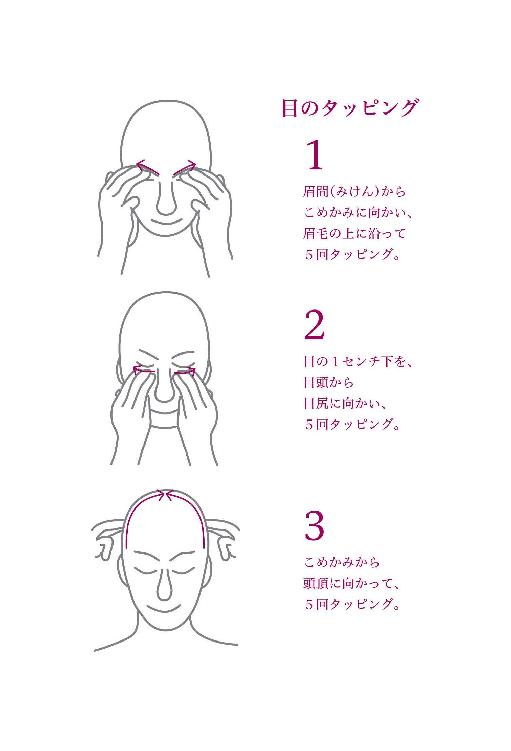 目のタッピング
1
眉間(みけん)から
こめかみに向かい、
眉毛の上に沿って
５回タッピング。
2
目の１センチ下を、
目頭から
目尻に向かい、
５回タッピング。
3
こめかみから
頭頂に向かって、
５回タッピング。